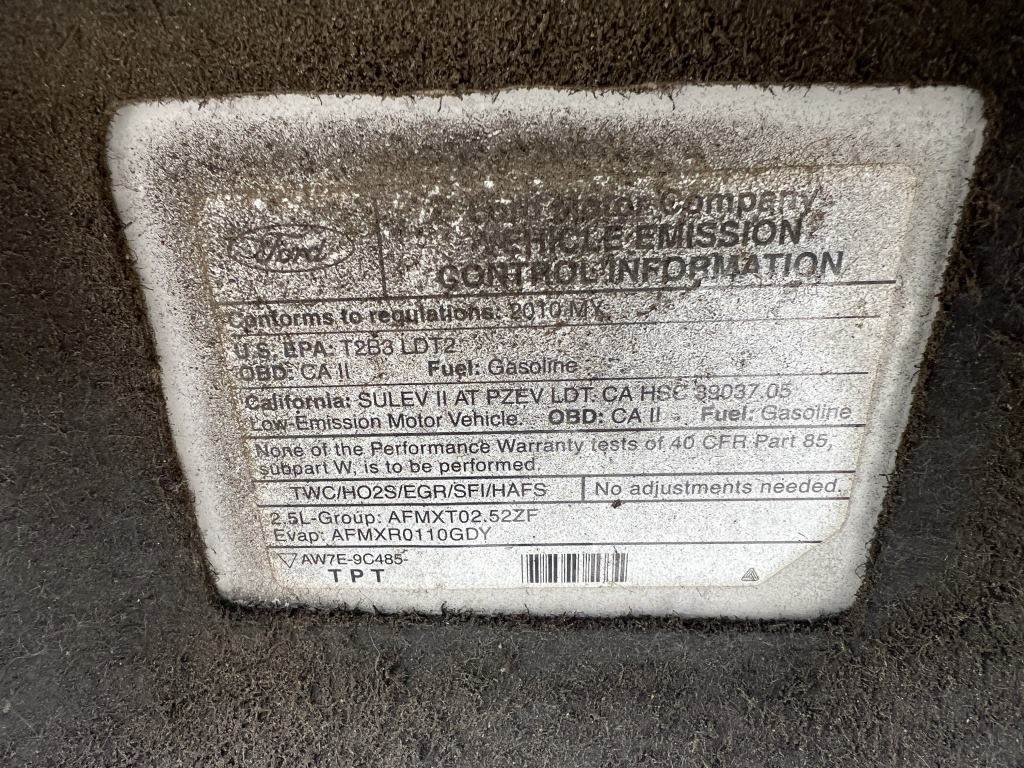 Ford
Ford Motor Company
VEHICLE EMISSION
CONTROL INFORMATION
Conforms to regulations: 2010 MY
U.S. EPA: T2B3 LDT2
OBD: CA II Fuel: Gasoline
California: SULEV II AT PZEV LDT. CA HSC 39037.05
Low-Emission Motor Vehicle. OBD: CA II Fuel: Gasoline
None of the Performance Warranty tests of 40 CFR Part 85,
subpart W, is to be performed.
TWC/HO2S/EGR/SFI/HAFS No adjustments needed.
2.5L-Group: AFMXT02.52ZF
Evap: AFMXR0110GDY
AW7E-9C485-
TPT